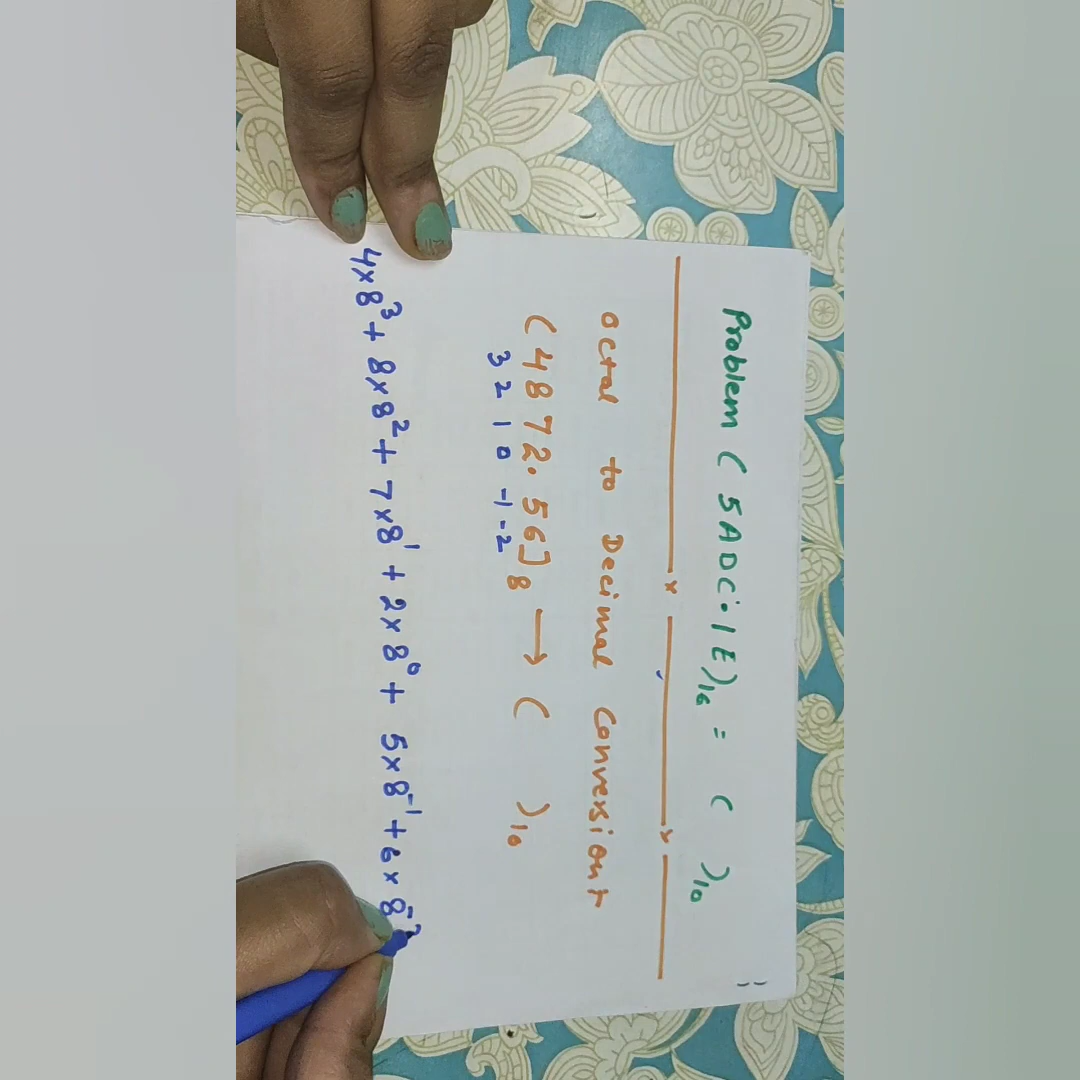 Problem (5ADC.1E)₁₆ = ( )₁₀
x x
octal to Decimal Conversion:-
(4872.56)₈ → ( )₁₀
3 2 1 0 -1 -2
4×8³ + 8×8² + 7×8¹ + 2×8⁰ + 5×8⁻¹ + 6×8⁻²